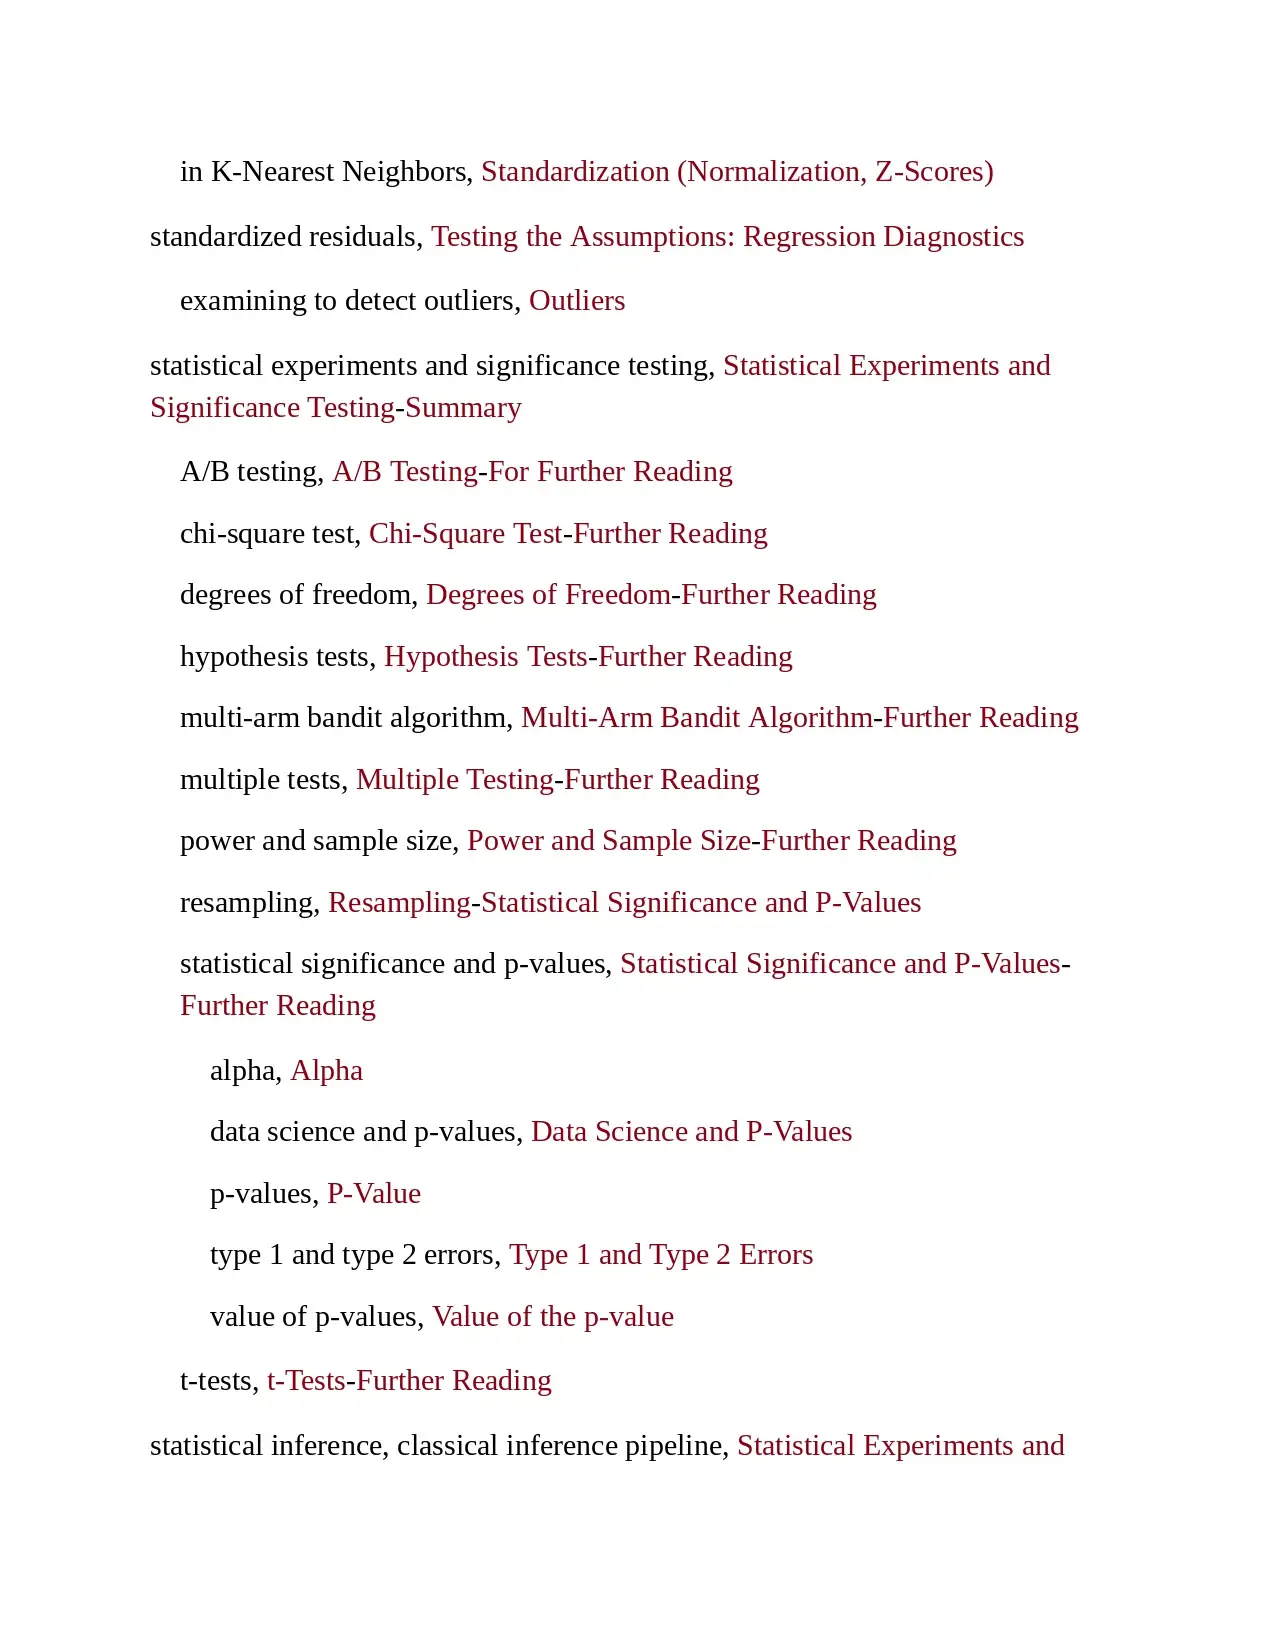 in K-Nearest Neighbors, Standardization (Normalization, Z-Scores)
standardized residuals, Testing the Assumptions: Regression Diagnostics
examining to detect outliers, Outliers
statistical experiments and significance testing, Statistical Experiments and
Significance Testing-Summary
A/B testing, A/B Testing-For Further Reading
chi-square test, Chi-Square Test-Further Reading
degrees of freedom, Degrees of Freedom-Further Reading
hypothesis tests, Hypothesis Tests-Further Reading
multi-arm bandit algorithm, Multi-Arm Bandit Algorithm-Further Reading
multiple tests, Multiple Testing-Further Reading
power and sample size, Power and Sample Size-Further Reading
resampling, Resampling-Statistical Significance and P-Values
statistical significance and p-values, Statistical Significance and P-Values-
Further Reading
alpha, Alpha
data science and p-values, Data Science and P-Values
p-values, P-Value
type 1 and type 2 errors, Type 1 and Type 2 Errors
value of p-values, Value of the p-value
t-tests, t-Tests-Further Reading
statistical inference, classical inference pipeline, Statistical Experiments and